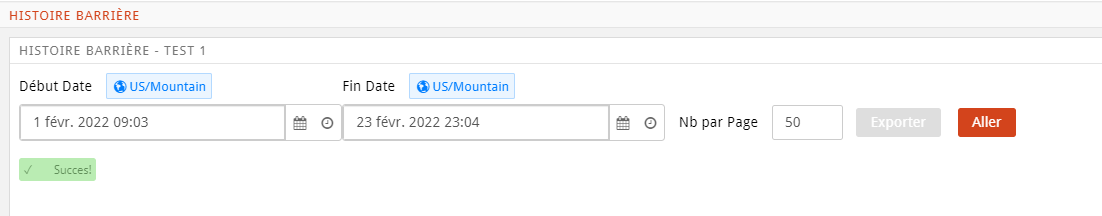 HISTOIRE BARRIÈRE
HISTOIRE BARRIÈRE - TEST 1
Début Date US/Mountain Fin Date US/Mountain
1 févr. 2022 09:03 23 févr. 2022 23:04 Nb par Page 50 Exporter Aller
✓ Succes!